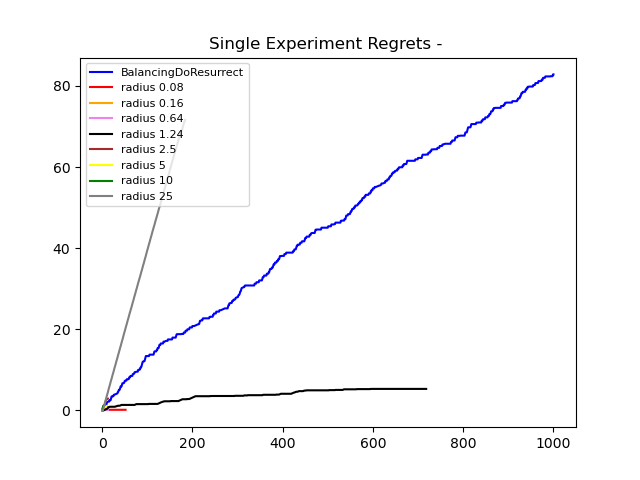 Single Experiment Regrets -
BalancingDoResurrect
radius 0.08
radius 0.16
radius 0.64
radius 1.24
radius 2.5
radius 5
radius 10
radius 25
80
60
40
20
0
0 200 400 600 800 1000